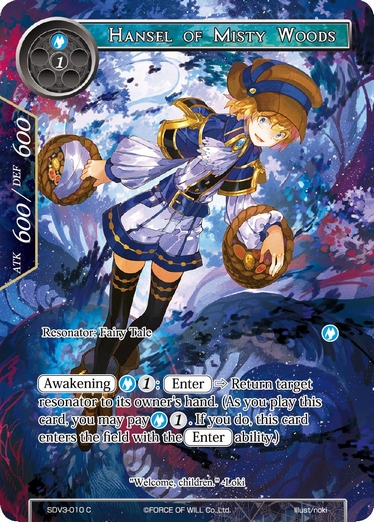 Hansel of Misty Woods
1
ATK 600 / DEF 600
Resonator: Fairy Tale
Awakening 1 : Enter ⇨ Return target
resonator to its owner's hand. (As you play this
card, you may pay 1 . If you do, this card
enters the field with the Enter ability.)
"Welcome, children." -Loki
SDV3-010 C ©FORCE OF WILL Co.,Ltd. Illust/noki